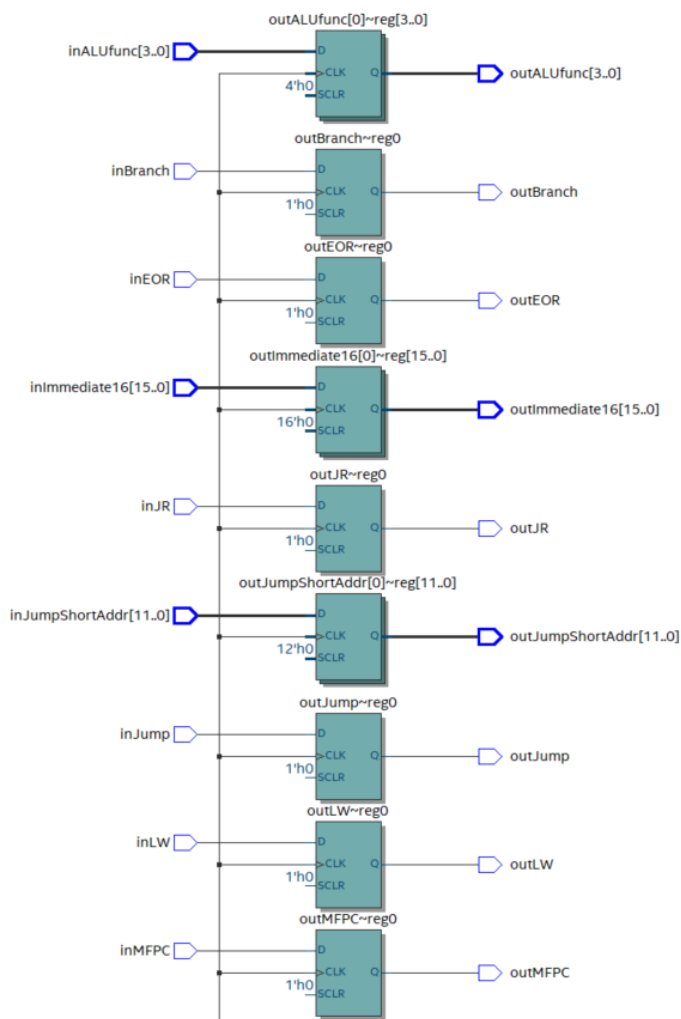 outALUfunc[0]~reg[3..0]
inALUfunc[3..0]
D
>CLK
Q
outALUfunc[3..0]
4'h0
SCLR
outBranch~reg0
inBranch
D
>CLK
Q
outBranch
1'h0
SCLR
outEOR~reg0
inEOR
D
>CLK
Q
outEOR
1'h0
SCLR
outImmediate16[0]~reg[15..0]
inImmediate16[15..0]
D
>CLK
Q
outImmediate16[15..0]
16'h0
SCLR
outJR~reg0
inJR
D
>CLK
Q
outJR
1'h0
SCLR
outJumpShortAddr[0]~reg[11..0]
inJumpShortAddr[11..0]
D
>CLK
Q
outJumpShortAddr[11..0]
12'h0
SCLR
outJump~reg0
inJump
D
>CLK
Q
outJump
1'h0
SCLR
outLW~reg0
inLW
D
>CLK
Q
outLW
1'h0
SCLR
outMFPC~reg0
inMFPC
D
>CLK
Q
outMFPC
1'h0
SCLR